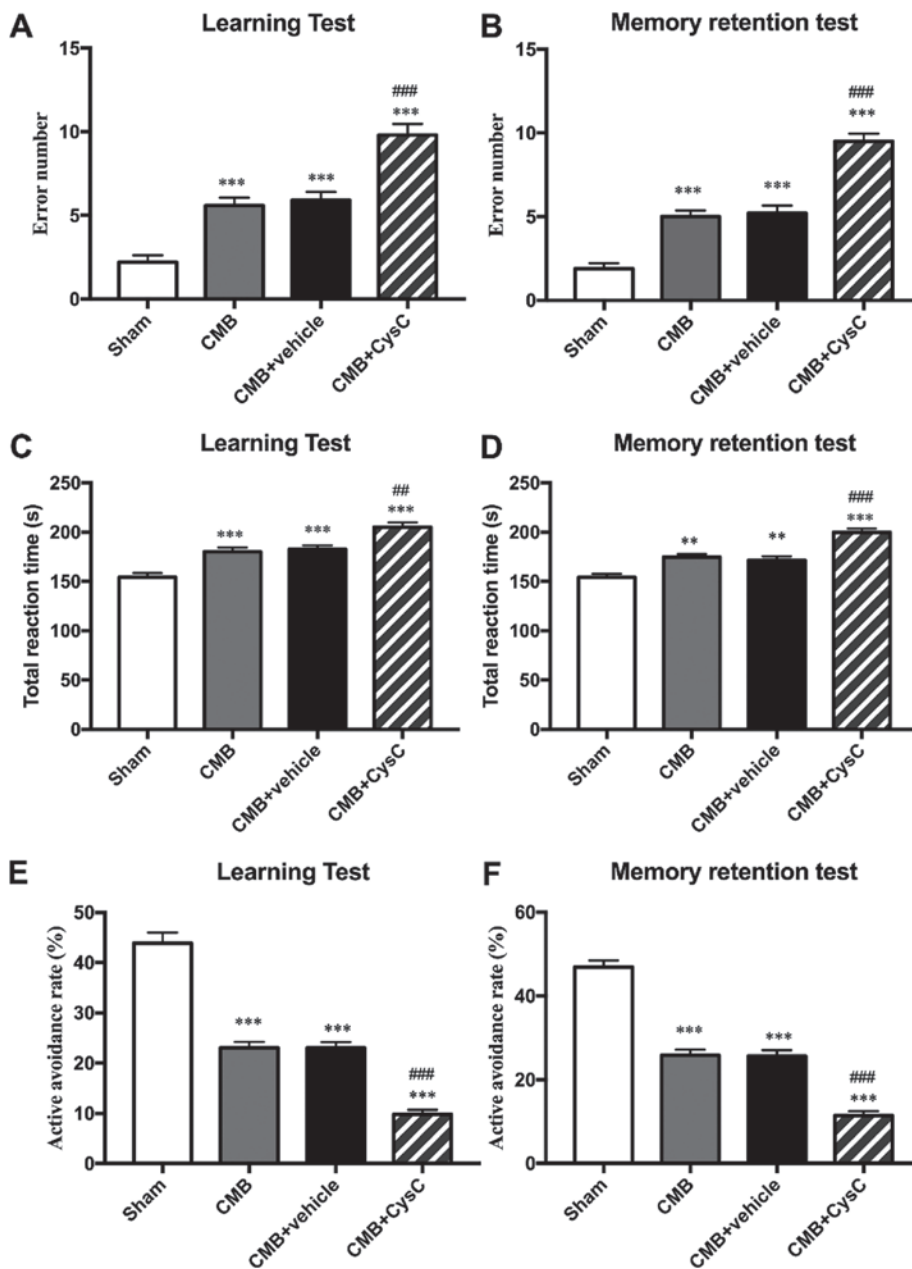 A
Learning Test
Error number
15
10
5
0
***
***
###
***
Sham
CMB
CMB+vehicle
CMB+CysC
B
Memory retention test
Error number
15
10
5
0
***
***
###
***
Sham
CMB
CMB+vehicle
CMB+CysC
C
Learning Test
Total reaction time (s)
250
200
150
100
50
0
***
***
##
***
Sham
CMB
CMB+vehicle
CMB+CysC
D
Memory retention test
Total reaction time (s)
250
200
150
100
50
0
**
**
###
***
Sham
CMB
CMB+vehicle
CMB+CysC
E
Learning Test
Active avoidance rate (%)
50
40
30
20
10
0
***
***
###
***
Sham
CMB
CMB+vehicle
CMB+CysC
F
Memory retention test
Active avoidance rate (%)
60
40
20
0
***
***
###
***
Sham
CMB
CMB+vehicle
CMB+CysC